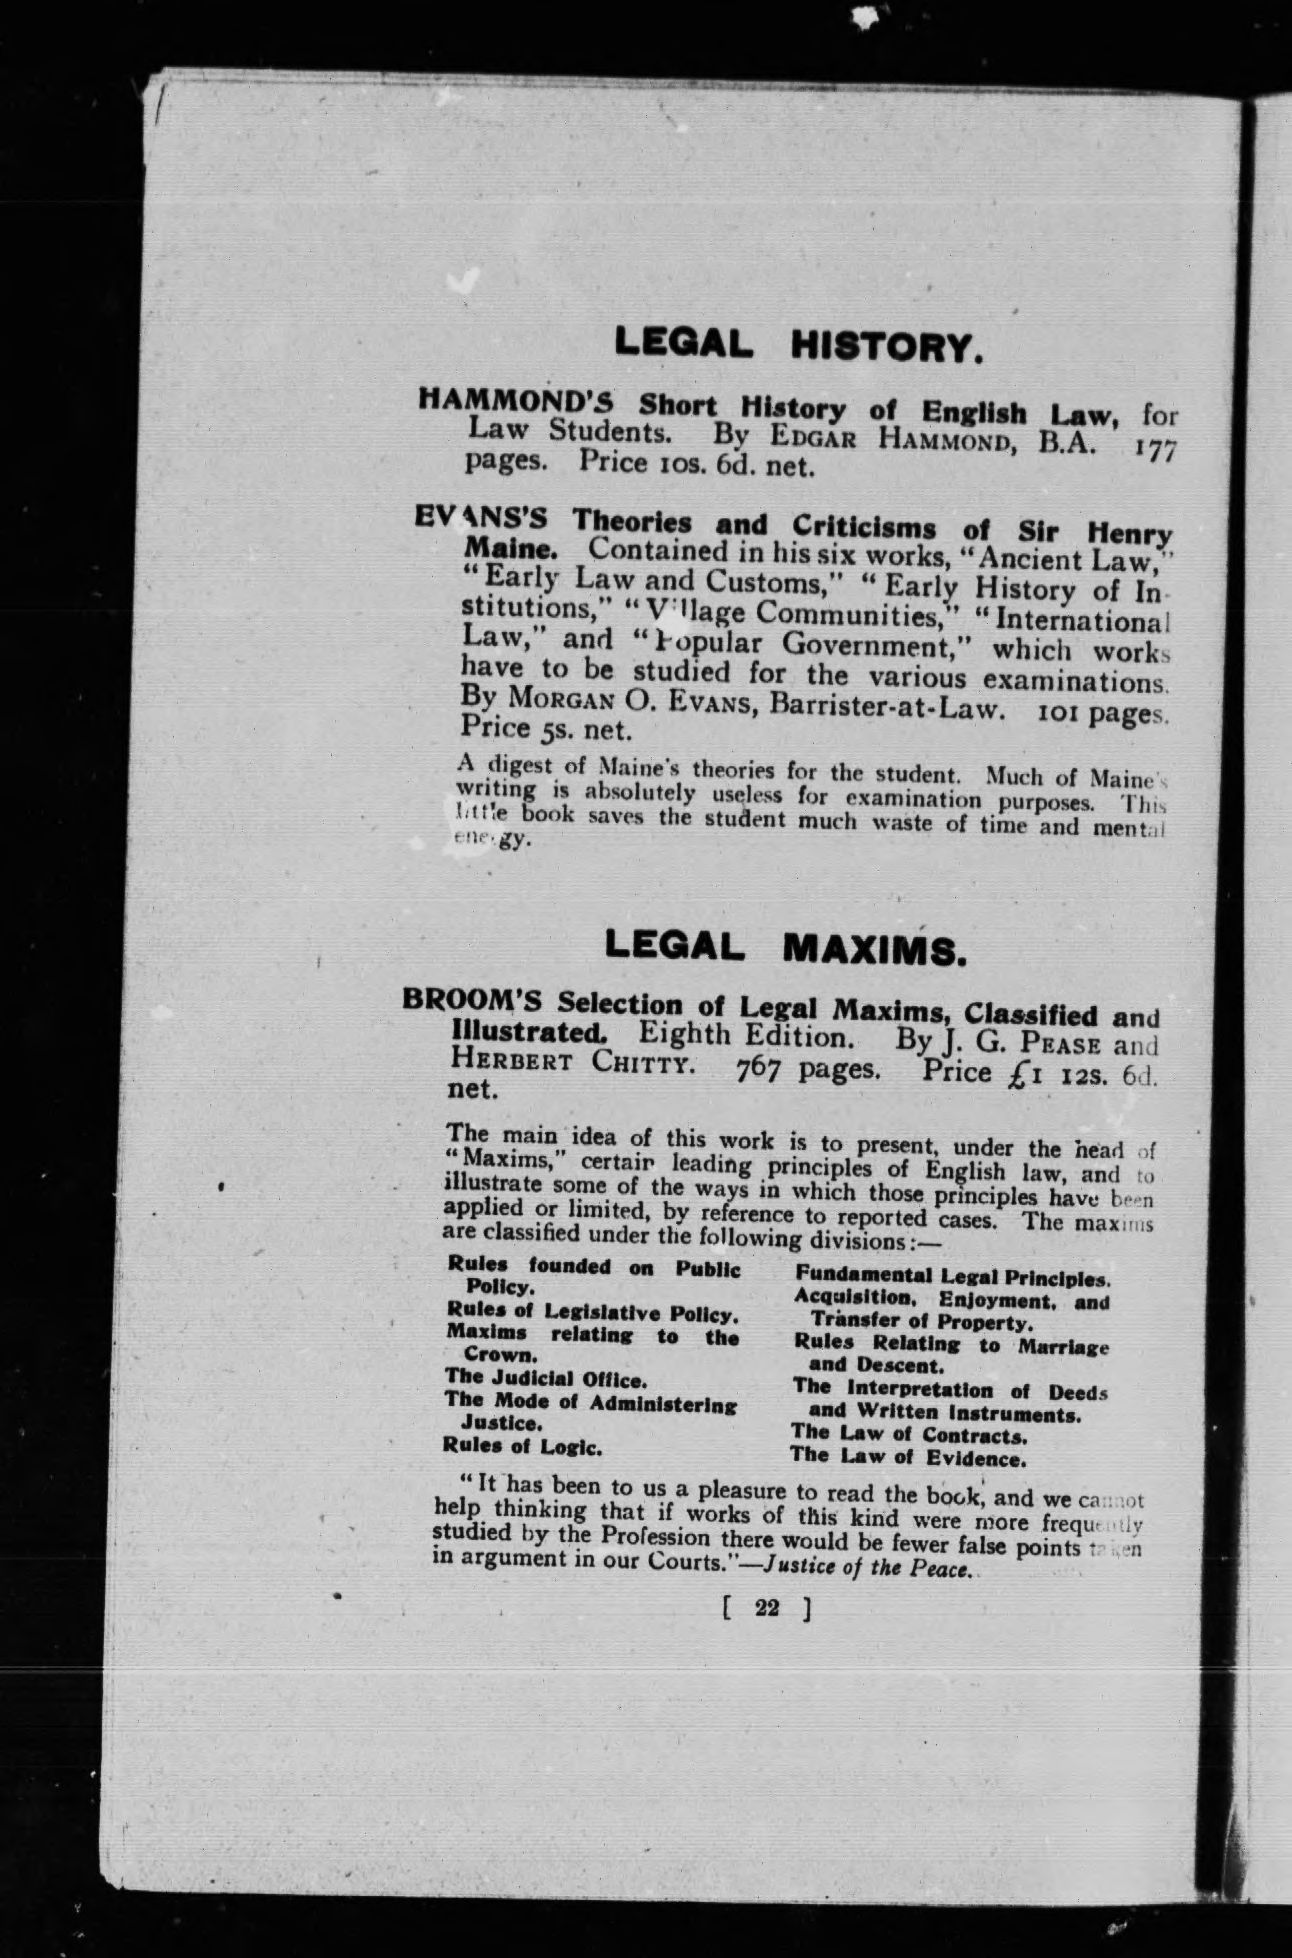 LEGAL HISTORY.
HAMMOND'S Short History of English Law, for
Law Students. By EDGAR HAMMOND, B.A. 177
pages. Price 10s. 6d. net.
EVANS'S Theories and Criticisms of Sir Henry
Maine. Contained in his six works, “Ancient Law,”
“Early Law and Customs,” “Early History of In-
stitutions,” “Village Communities,” “International
Law,” and “Popular Government,” which works
have to be studied for the various examinations.
By MORGAN O. EVANS, Barrister-at-Law. 101 pages.
Price 5s. net.
A digest of Maine's theories for the student. Much of Maine's
writing is absolutely useless for examination purposes. This
little book saves the student much waste of time and mental
energy.
LEGAL MAXIMS.
BROOM'S Selection of Legal Maxims, Classified and
Illustrated. Eighth Edition. By J. G. PEASE and
HERBERT CHITTY. 767 pages. Price £1 12s. 6d.
net.
The main idea of this work is to present, under the head of
“Maxims,” certain leading principles of English law, and to
illustrate some of the ways in which those principles have been
applied or limited, by reference to reported cases. The maxims
are classified under the following divisions:—
Rules founded on Public
Policy.
Rules of Legislative Policy.
Maxims relating to the
Crown.
The Judicial Office.
The Mode of Administering
Justice.
Rules of Logic.
Fundamental Legal Principles.
Acquisition, Enjoyment, and
Transfer of Property.
Rules Relating to Marriage
and Descent.
The Interpretation of Deeds
and Written Instruments.
The Law of Contracts.
The Law of Evidence.
“It has been to us a pleasure to read the book, and we cannot
help thinking that if works of this kind were more frequently
studied by the Profession there would be fewer false points taken
in argument in our Courts.”—Justice of the Peace.
[ 22 ]